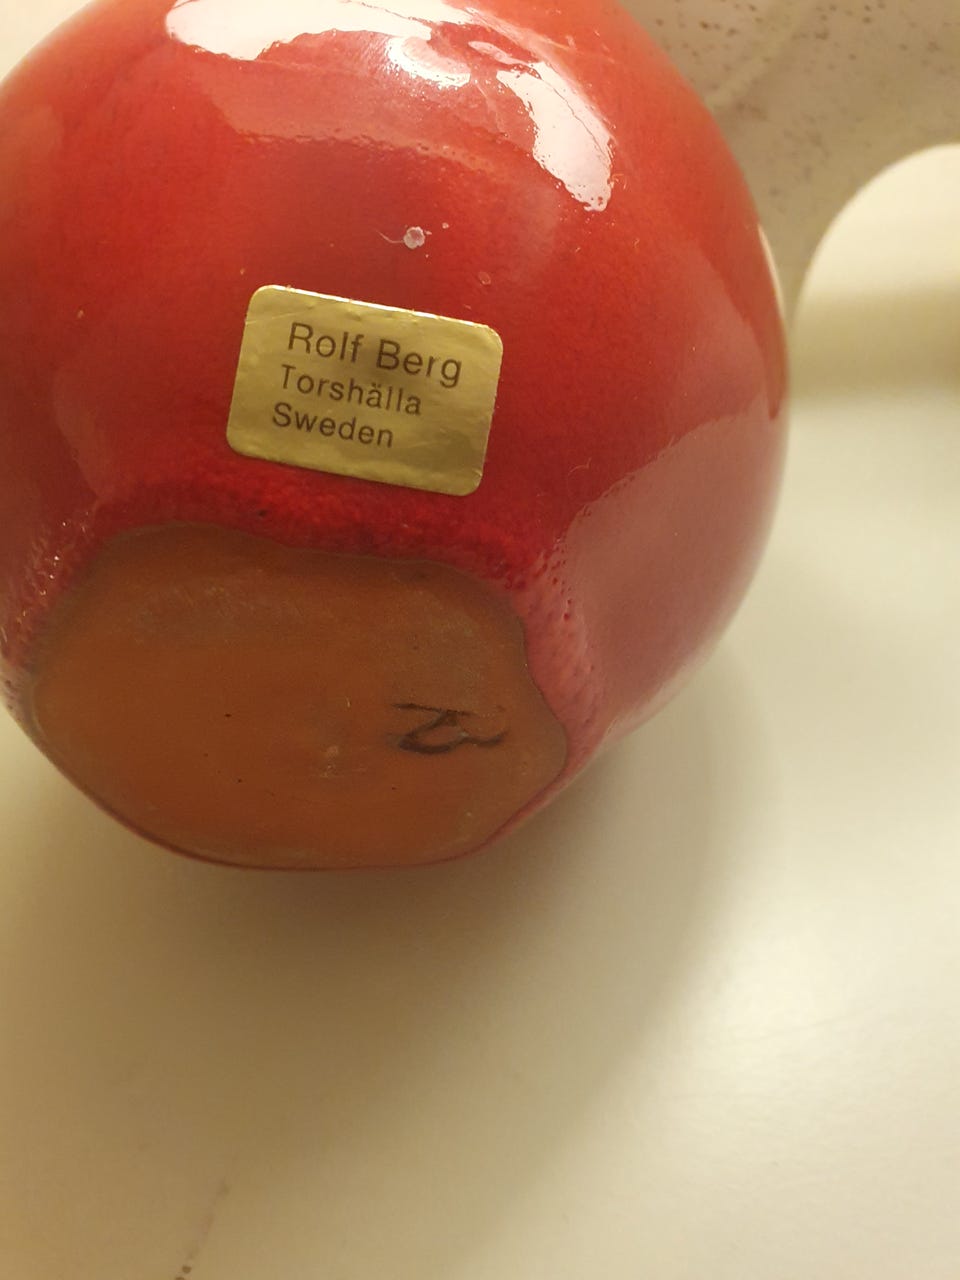 Rolf Berg
Torshälla
Sweden